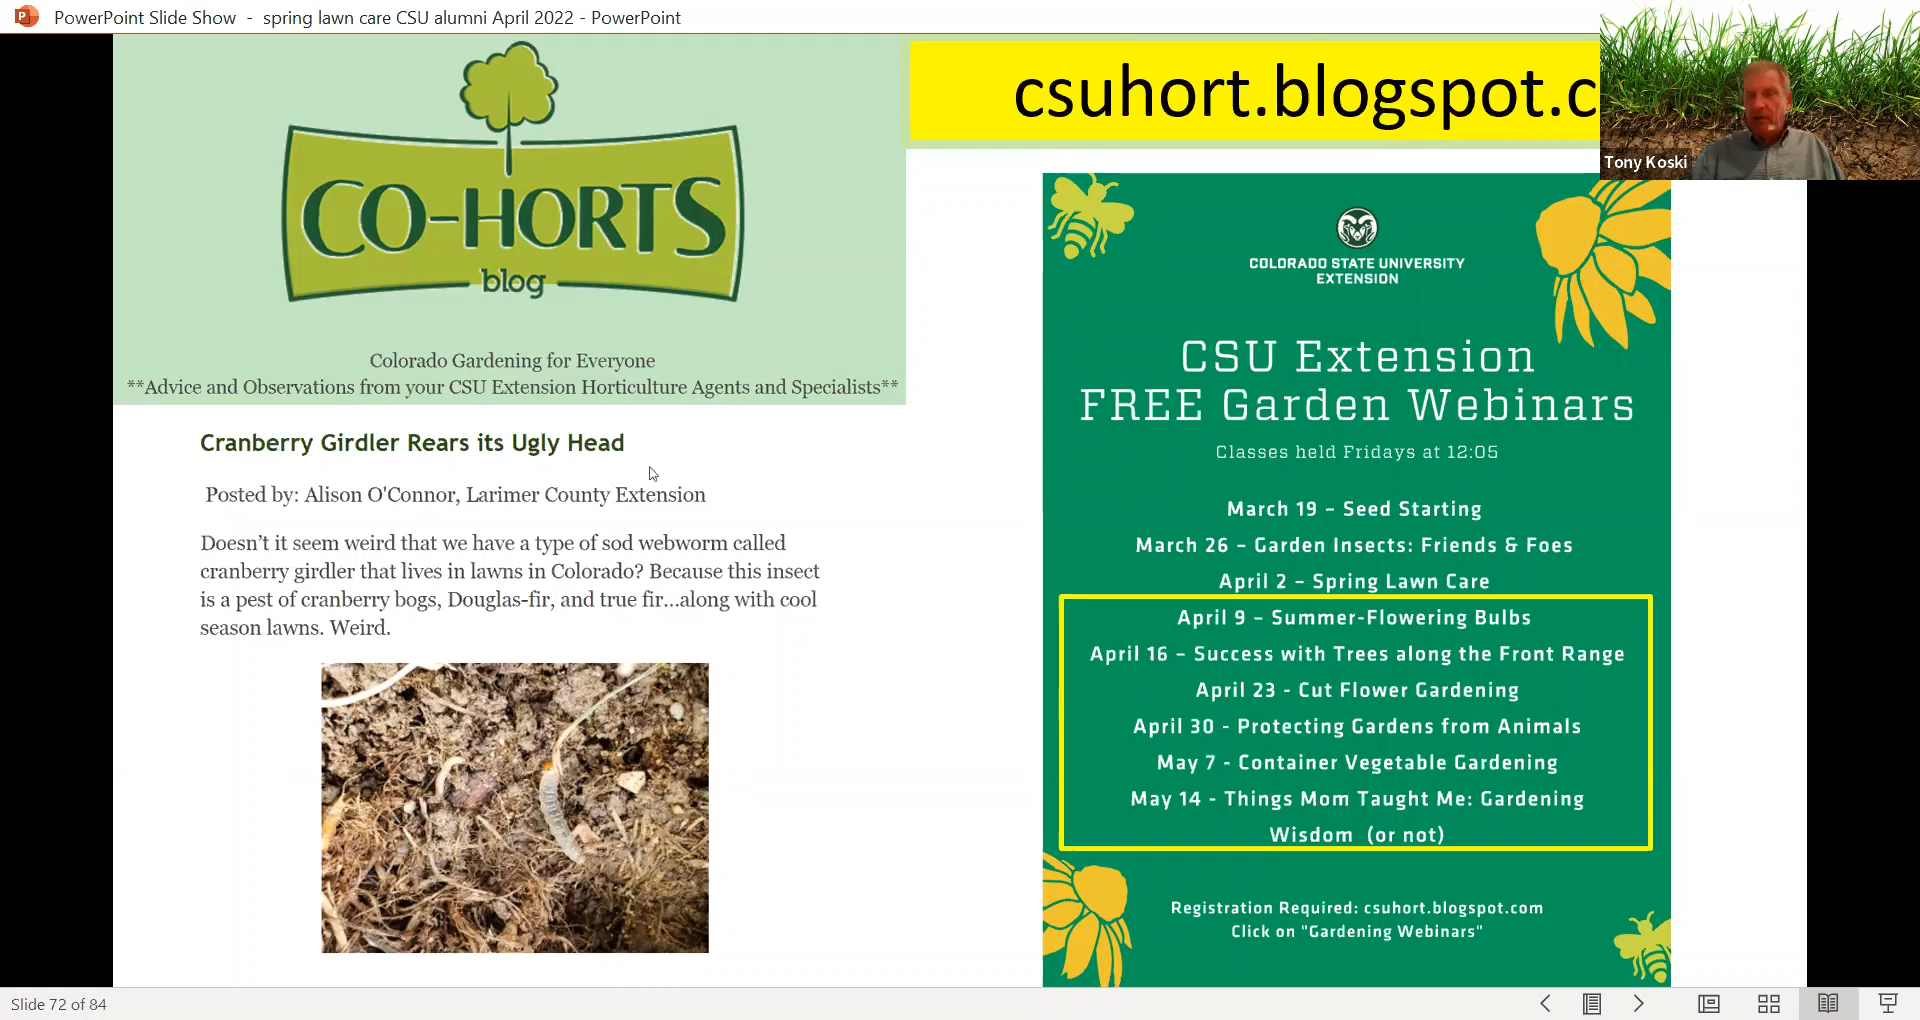 PowerPoint Slide Show - spring lawn care CSU alumni April 2022 - PowerPoint
csuhort.blogspot.c
Tony Koski
CO-HORTS
blog
Colorado Gardening for Everyone
**Advice and Observations from your CSU Extension Horticulture Agents and Specialists**
Cranberry Girdler Rears its Ugly Head
Posted by: Alison O'Connor, Larimer County Extension
Doesn't it seem weird that we have a type of sod webworm called
cranberry girdler that lives in lawns in Colorado? Because this insect
is a pest of cranberry bogs, Douglas-fir, and true fir...along with cool
season lawns. Weird.
COLORADO STATE UNIVERSITY
EXTENSION
CSU Extension
FREE Garden Webinars
Classes held Fridays at 12:05
March 19 – Seed Starting
March 26 – Garden Insects: Friends & Foes
April 2 – Spring Lawn Care
April 9 – Summer-Flowering Bulbs
April 16 – Success with Trees along the Front Range
April 23 - Cut Flower Gardening
April 30 - Protecting Gardens from Animals
May 7 - Container Vegetable Gardening
May 14 - Things Mom Taught Me: Gardening
Wisdom (or not)
Registration Required: csuhort.blogspot.com
Click on "Gardening Webinars"
Slide 72 of 84